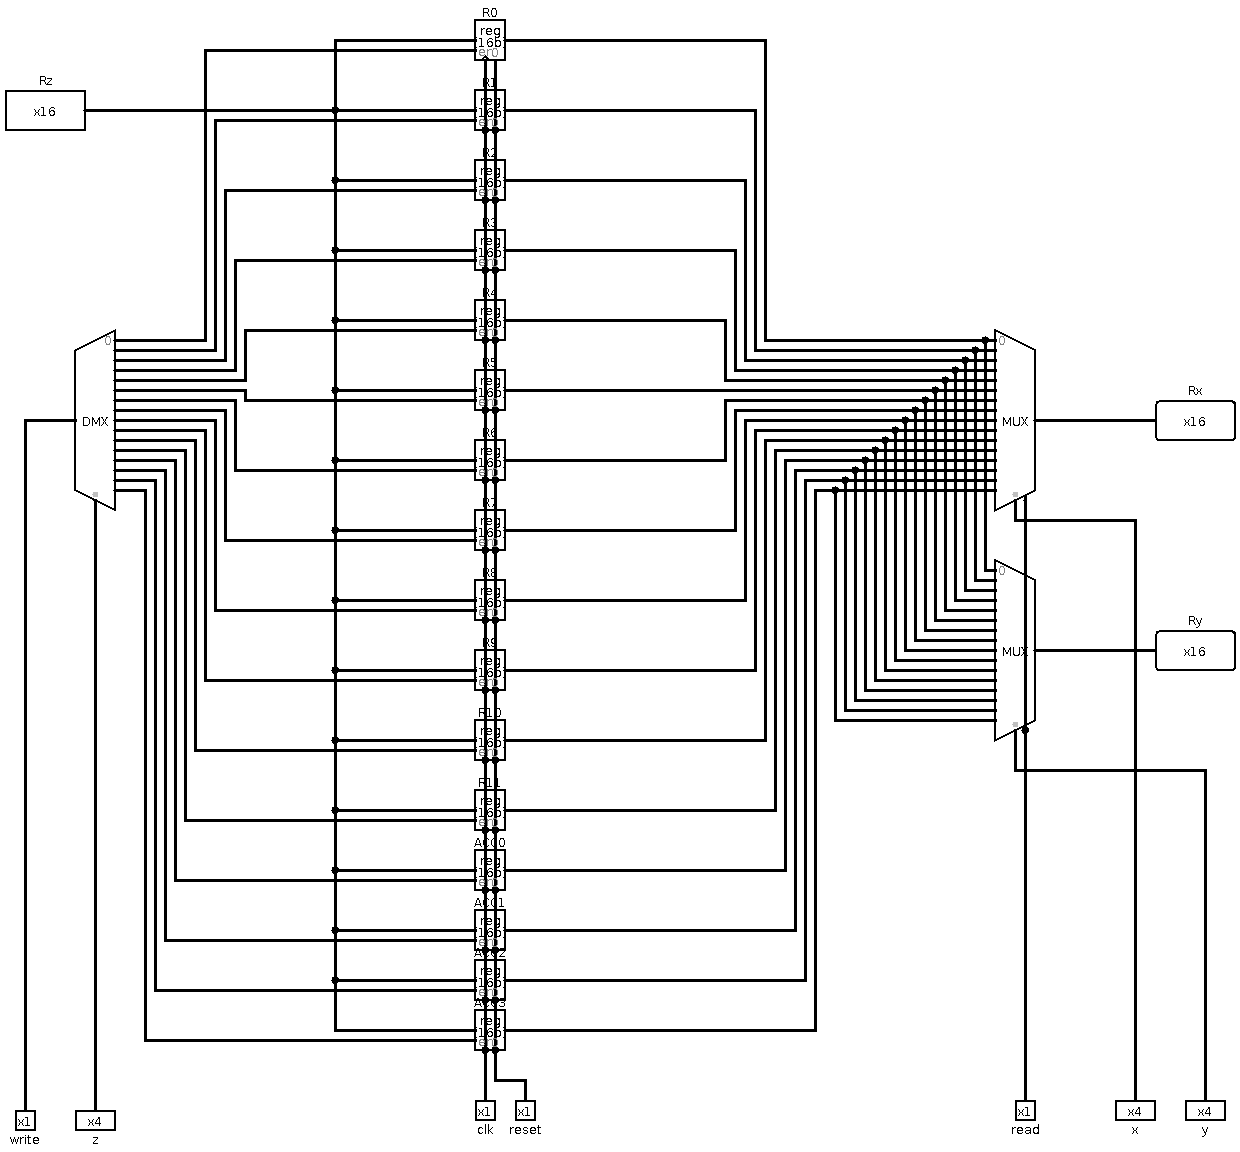 R0
reg
16b
en0
Rz
x16
R1
reg
16b
R2
reg
16b
R3
reg
16b
R4
reg
16b
0
0
R5
reg
16b
Rx
x16
DMX
MUX
R6
reg
16b
R7
reg
16b
R8
reg
16b
0
Ry
x16
R9
reg
16b
MUX
R10
reg
16b
R11
reg
16b
ACC0
reg
16b
ACC1
reg
16b
ACC2
reg
16b
ACC3
reg
16b
x1
x4
x1
x1
x1
x4
x4
write
z
clk
reset
read
x
y